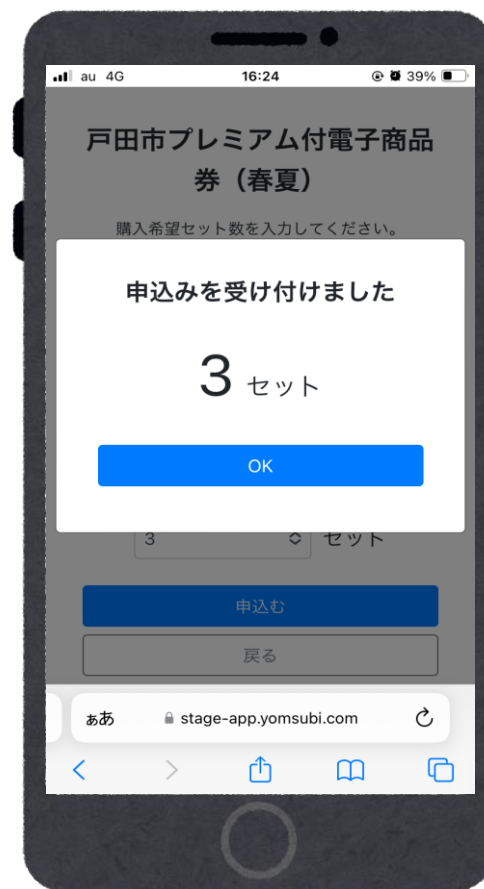 au 4G 16:24 39%
戸田市プレミアム付電子商品
券（春夏）
購入希望セット数を入力してください。
申込みを受け付けました
3 セット
OK
3 セット
申込む
戻る
ぁあ stage-app.yomsubi.com